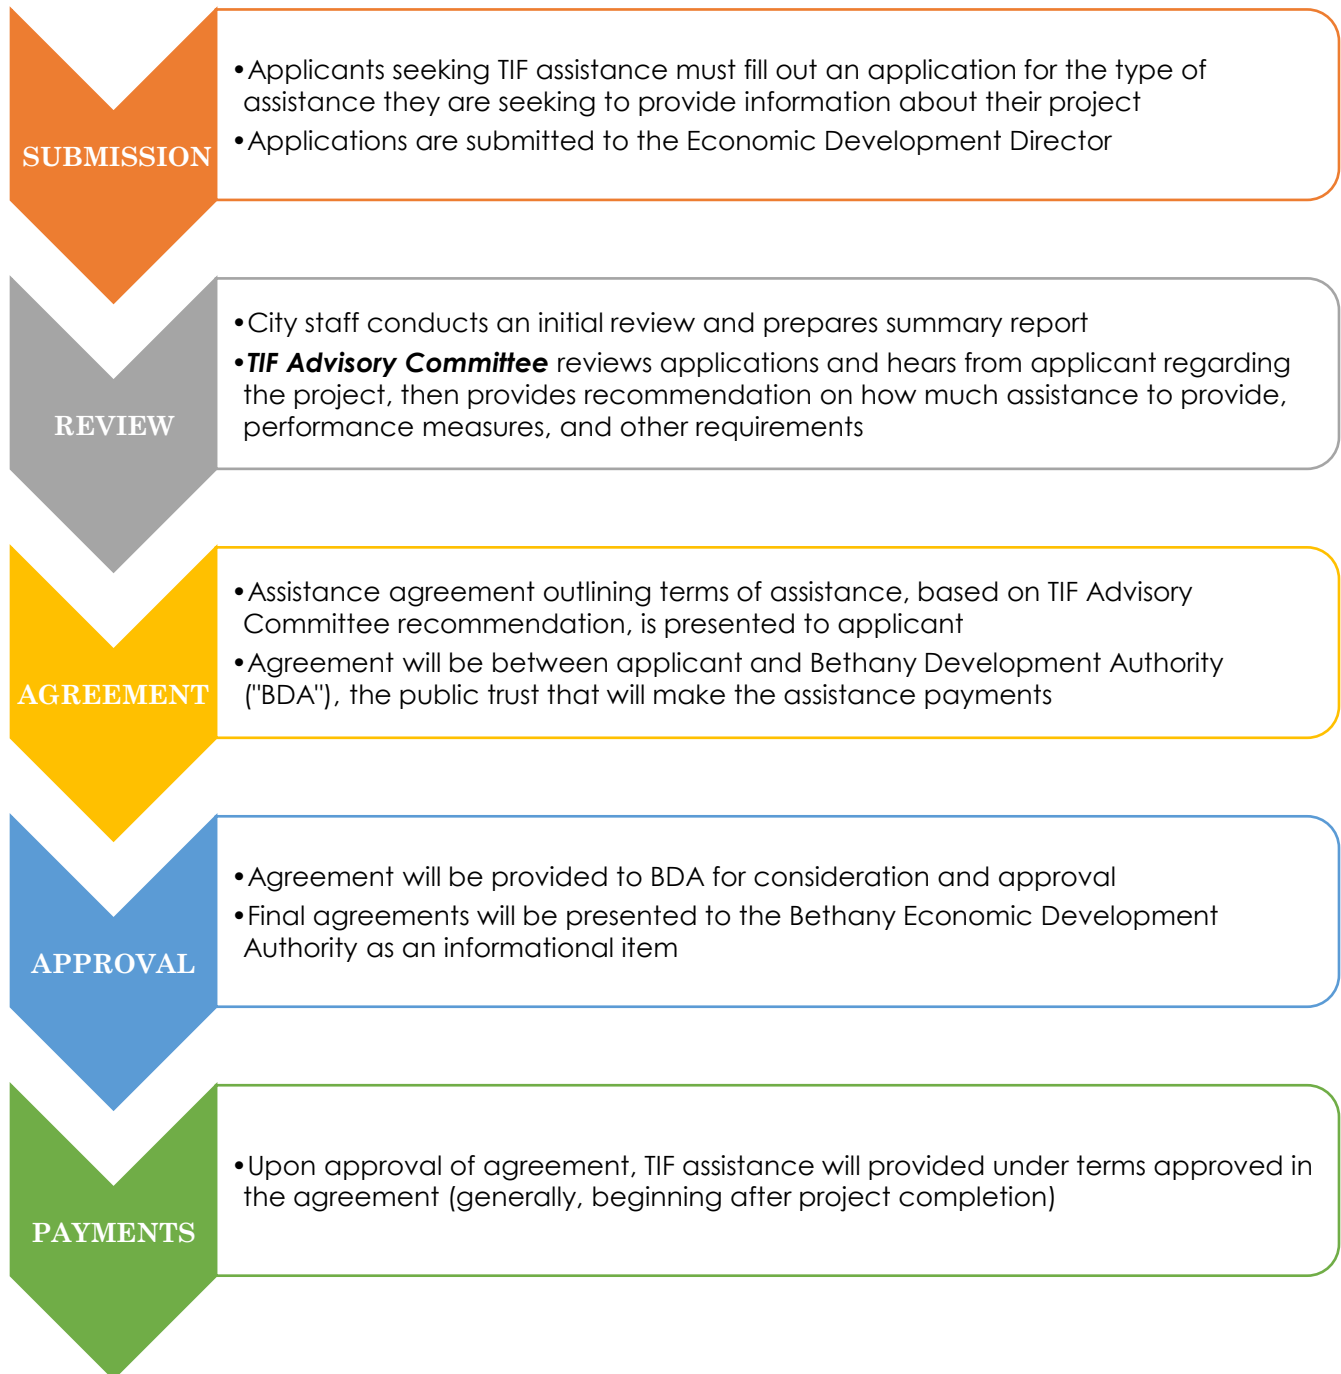 SUBMISSION
•Applicants seeking TIF assistance must fill out an application for the type of
assistance they are seeking to provide information about their project
•Applications are submitted to the Economic Development Director
REVIEW
•City staff conducts an initial review and prepares summary report
•TIF Advisory Committee reviews applications and hears from applicant regarding
the project, then provides recommendation on how much assistance to provide,
performance measures, and other requirements
AGREEMENT
•Assistance agreement outlining terms of assistance, based on TIF Advisory
Committee recommendation, is presented to applicant
•Agreement will be between applicant and Bethany Development Authority
("BDA"), the public trust that will make the assistance payments
APPROVAL
•Agreement will be provided to BDA for consideration and approval
•Final agreements will be presented to the Bethany Economic Development
Authority as an informational item
PAYMENTS
•Upon approval of agreement, TIF assistance will provided under terms approved in
the agreement (generally, beginning after project completion)